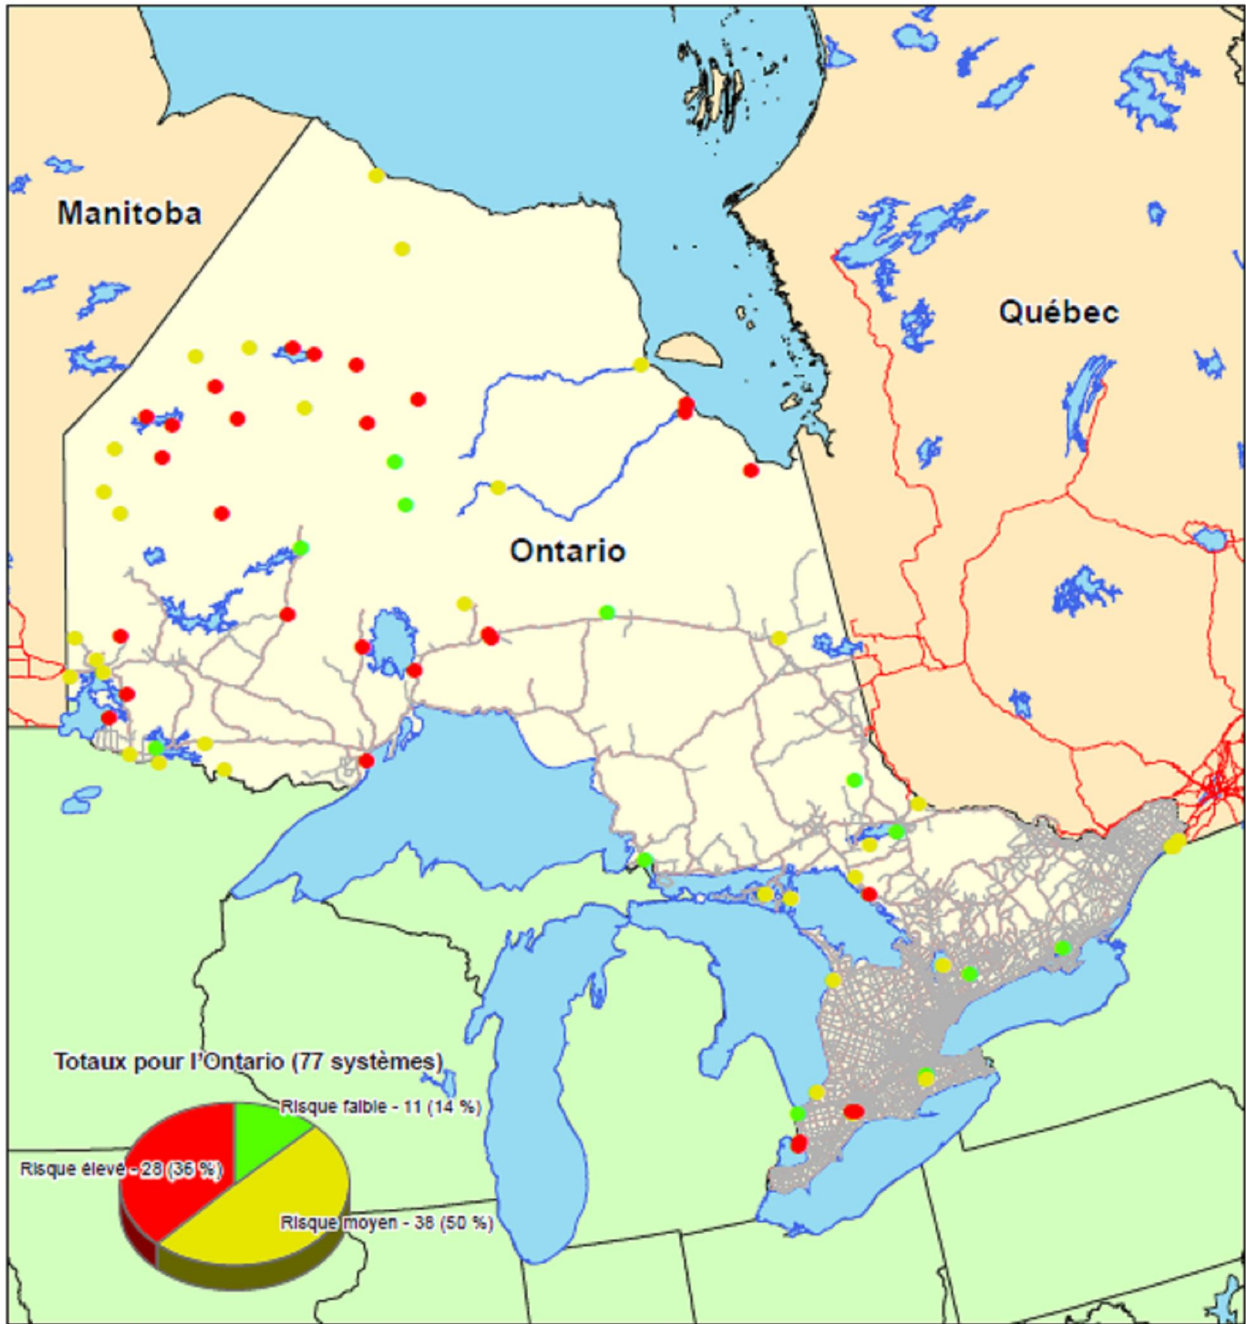 Manitoba
Québec
Ontario
Totaux pour l'Ontario (77 systèmes)
Risque faible - 11 (14 %)
Risque élevé - 28 (36 %)
Risque moyen - 38 (50 %)